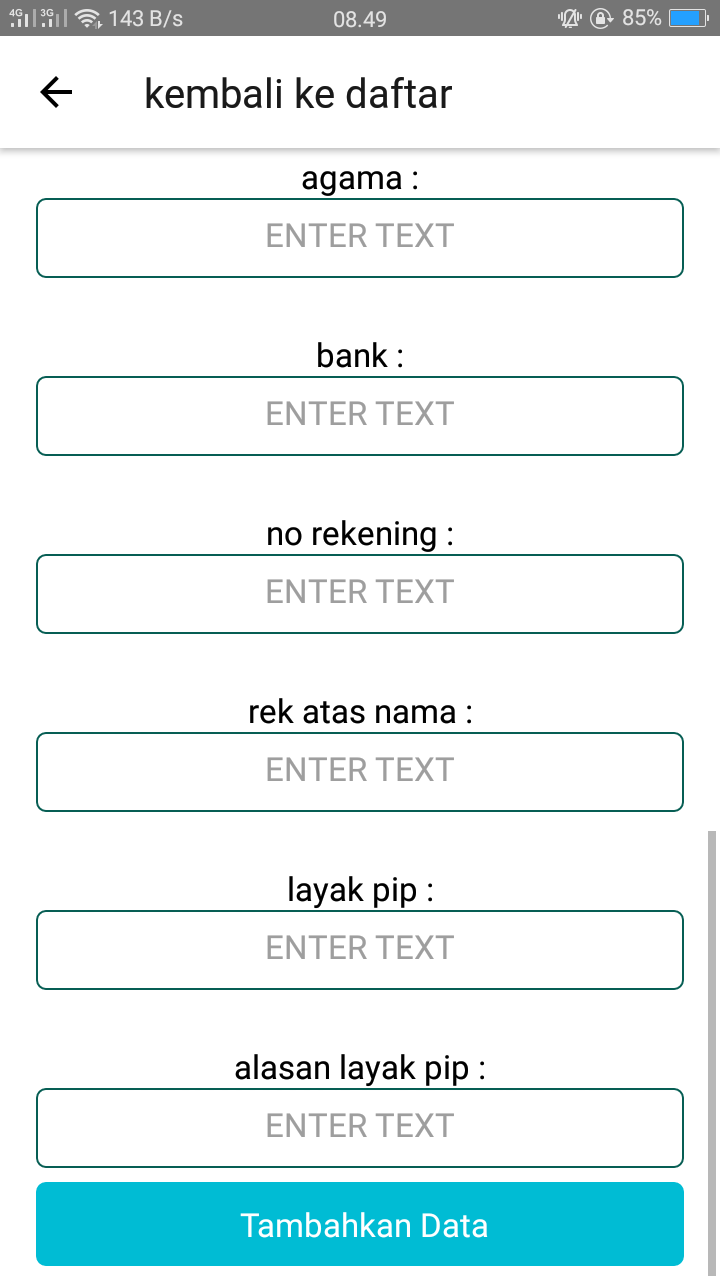 4G 3G 143 B/s 08.49 85%
kembali ke daftar
agama :
ENTER TEXT
bank :
ENTER TEXT
no rekening :
ENTER TEXT
rek atas nama :
ENTER TEXT
layak pip :
ENTER TEXT
alasan layak pip :
ENTER TEXT
Tambahkan Data